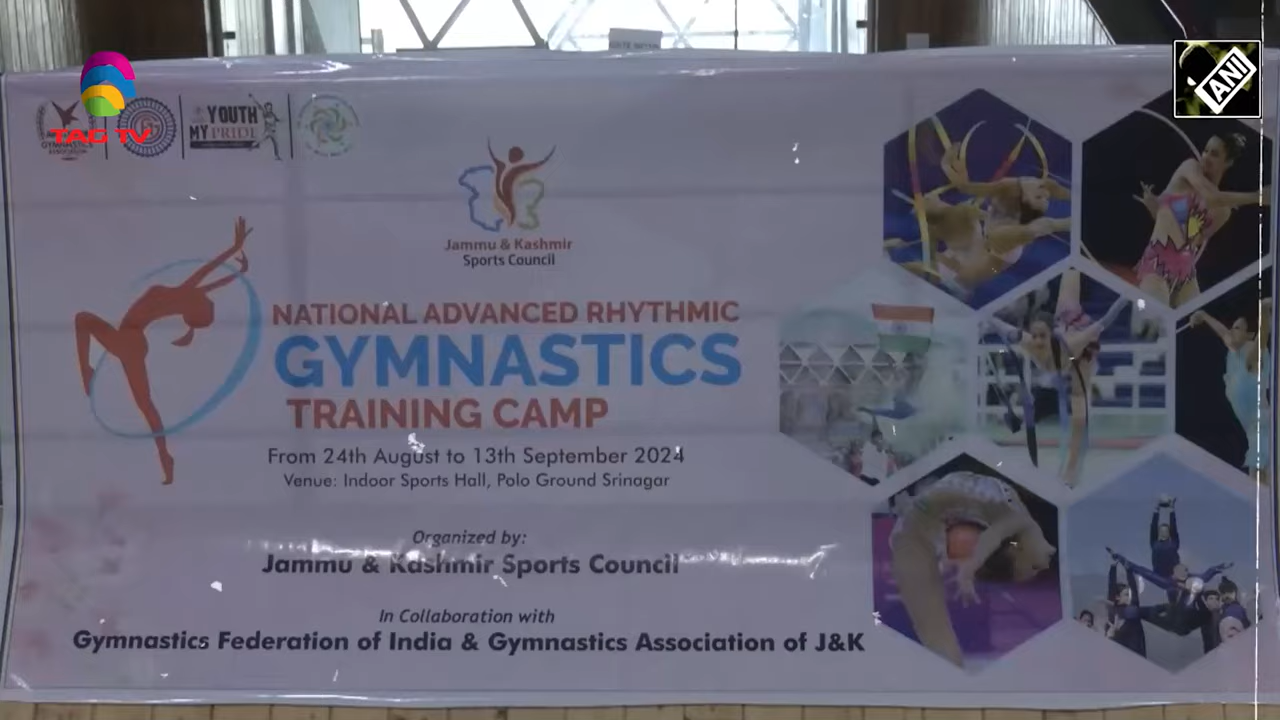 TAG TV
ANI
YOUTH
MY PRIDE
Jammu & Kashmir
Sports Council
NATIONAL ADVANCED RHYTHMIC
GYMNASTICS
TRAINING CAMP
From 24th August to 13th September 2024
Venue: Indoor Sports Hall, Polo Ground Srinagar
Organized by:
Jammu & Kashmir Sports Council
In Collaboration with
Gymnastics Federation of India & Gymnastics Association of J&K